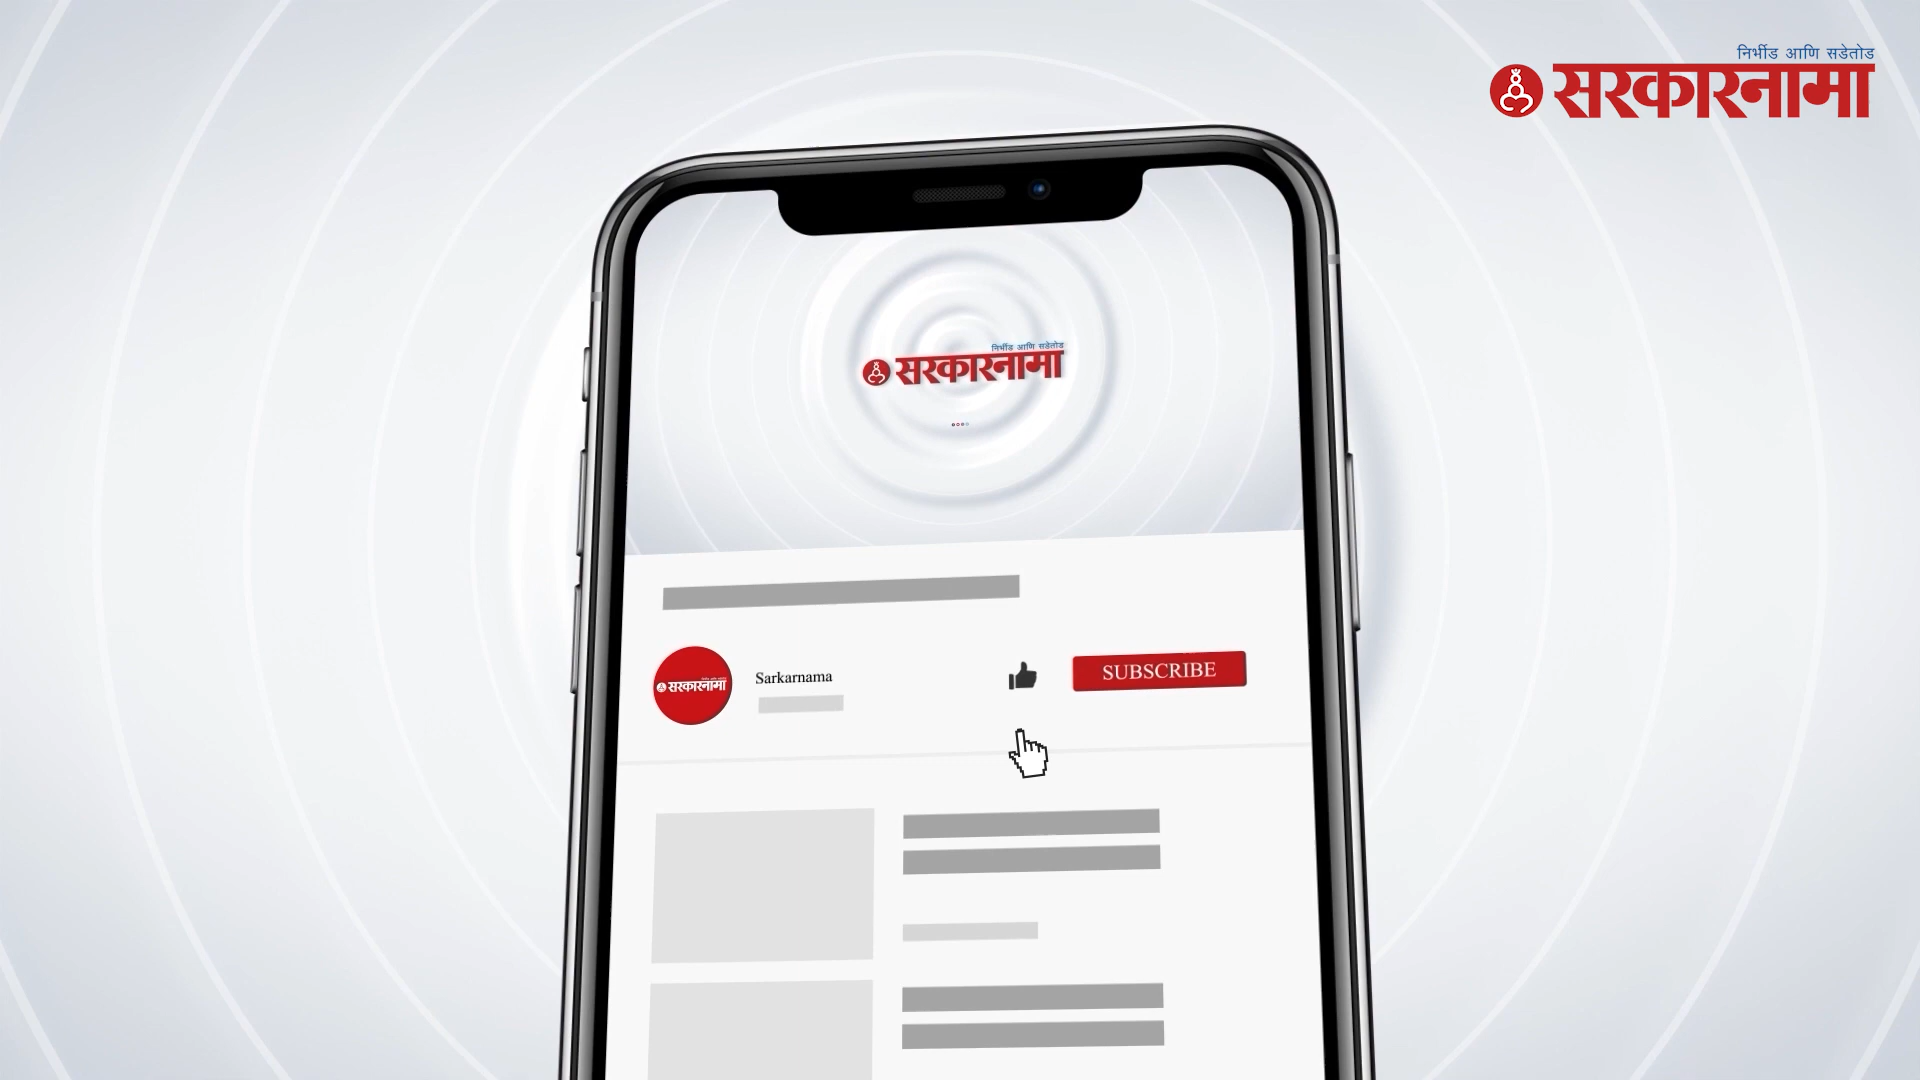 निर्भीड आणि सडेतोड
सरकारनामा
निर्भीड आणि सडेतोड
सरकारनामा
सरकारनामा
Sarkarnama
SUBSCRIBE